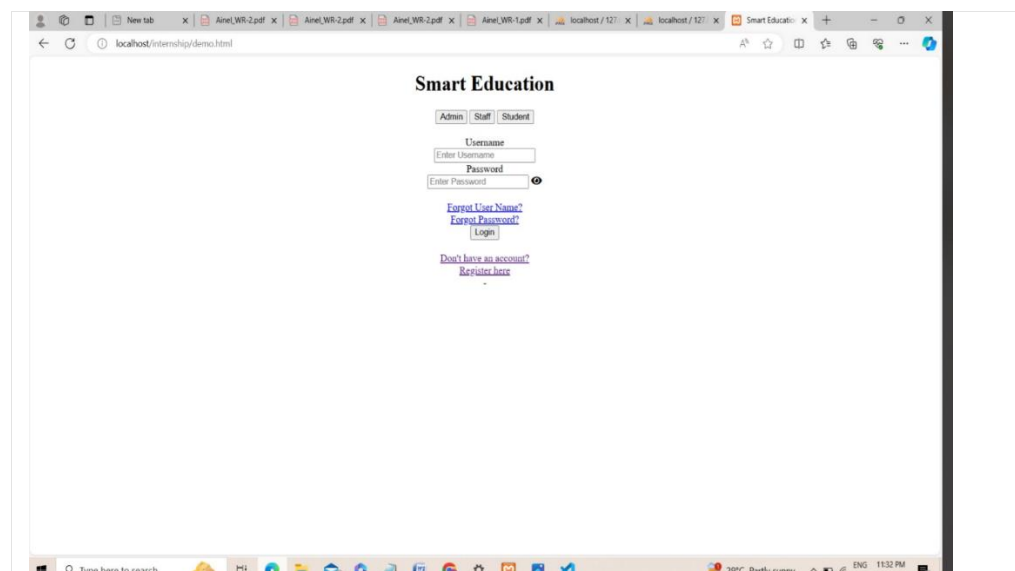 New tab
Ainel_WR-2.pdf
Ainel_WR-2.pdf
Ainel_WR-2.pdf
Ainel_WR-1.pdf
localhost / 127.
localhost / 127.
Smart Educatio
localhost/internship/demo.html
Smart Education
Admin Staff Student
Username
Enter Username
Password
Enter Password
Forgot User Name?
Forgot Password?
Login
Don't have an account?
Register here
-
Type here to search
Partly sunny
ENG
11:32 PM